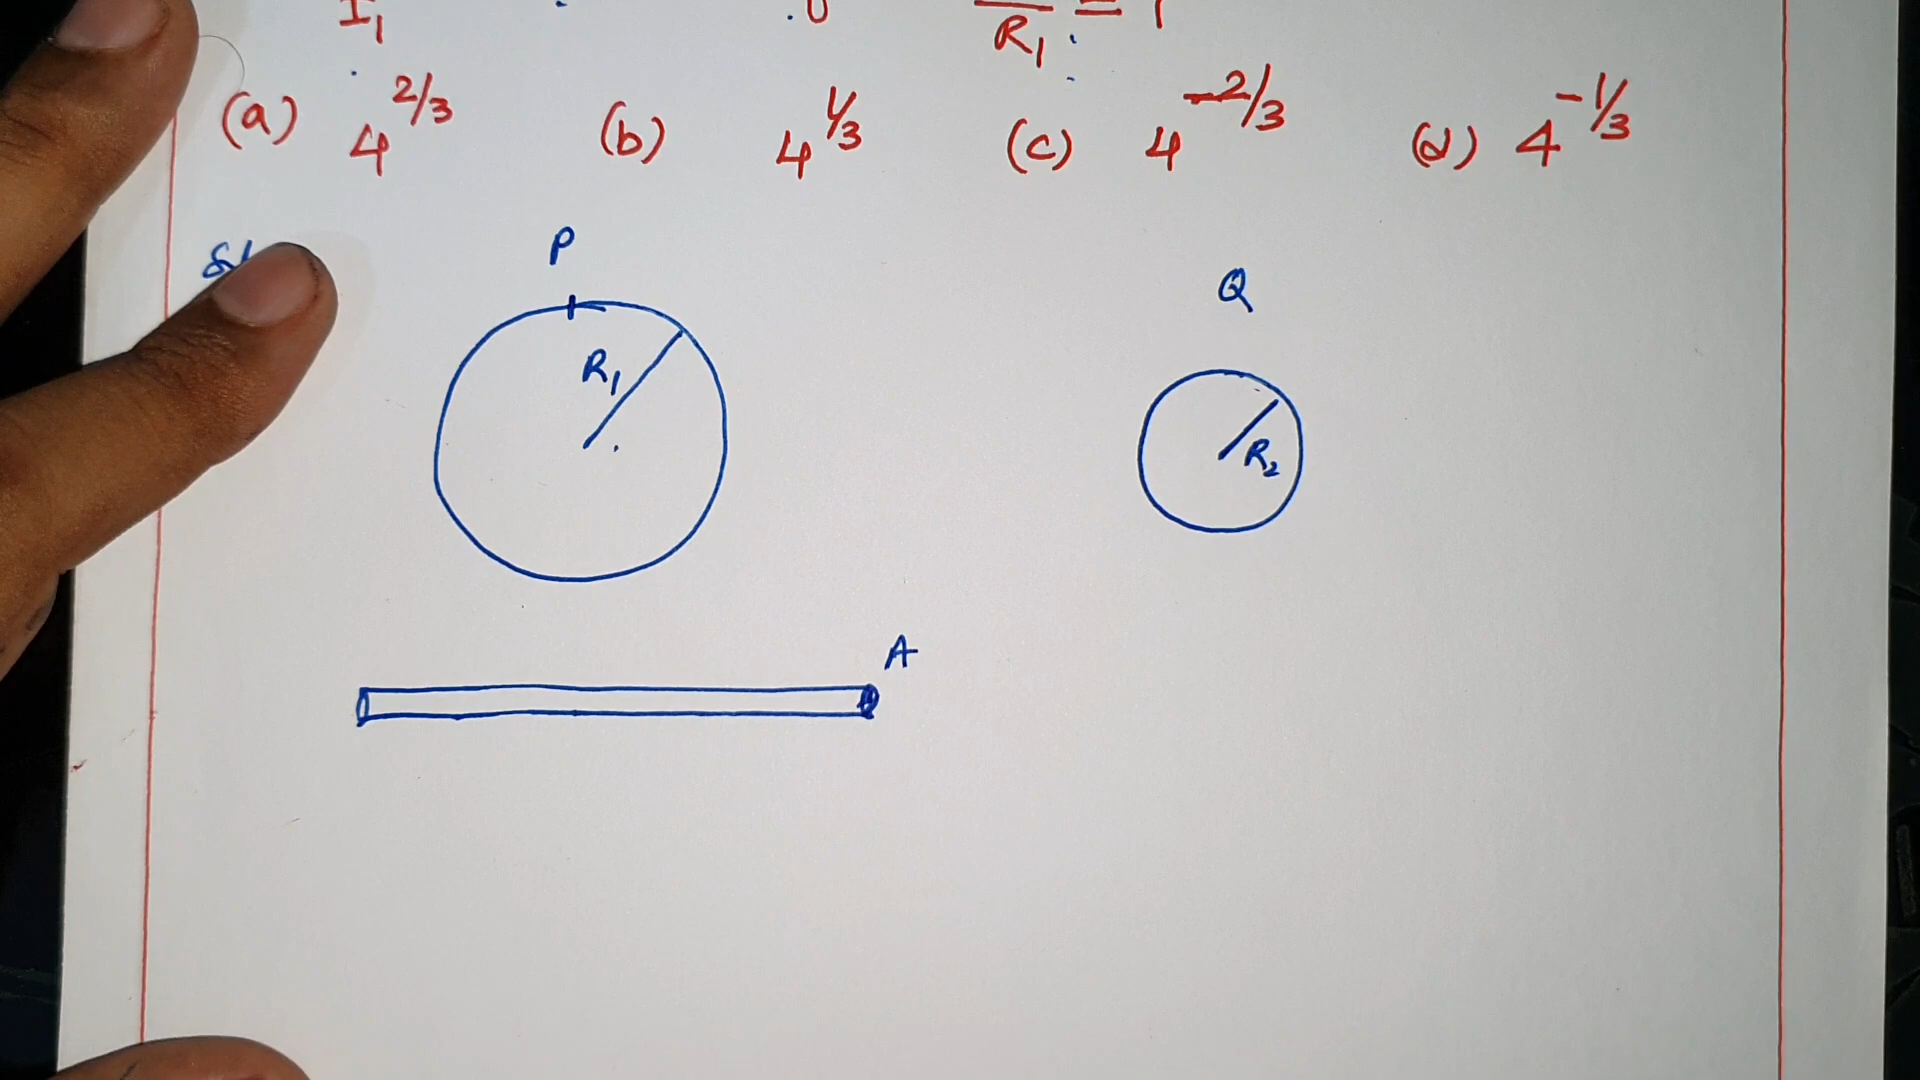 I₁ R₁ =
(a) 4^2/3 (b) 4^1/3 (c) 4^-2/3 (d) 4^-1/3
P
Q
R₁
R₂
A